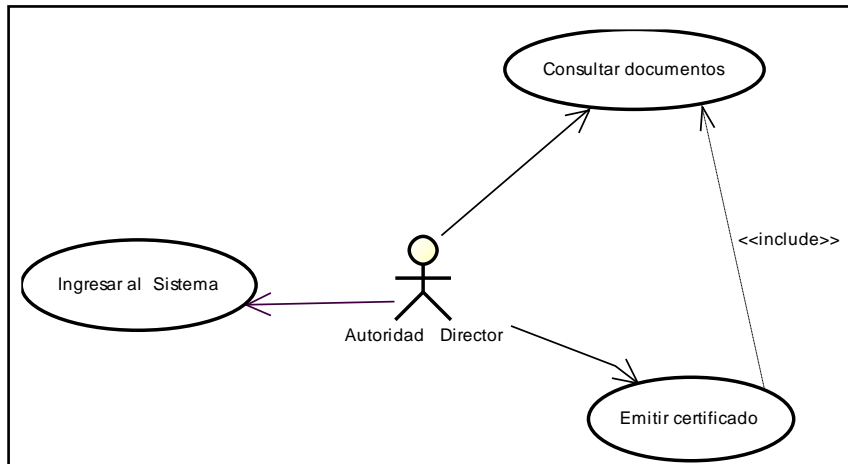 Consultar documentos
<<include>>
Ingresar al Sistema
Autoridad Director
Emitir certificado